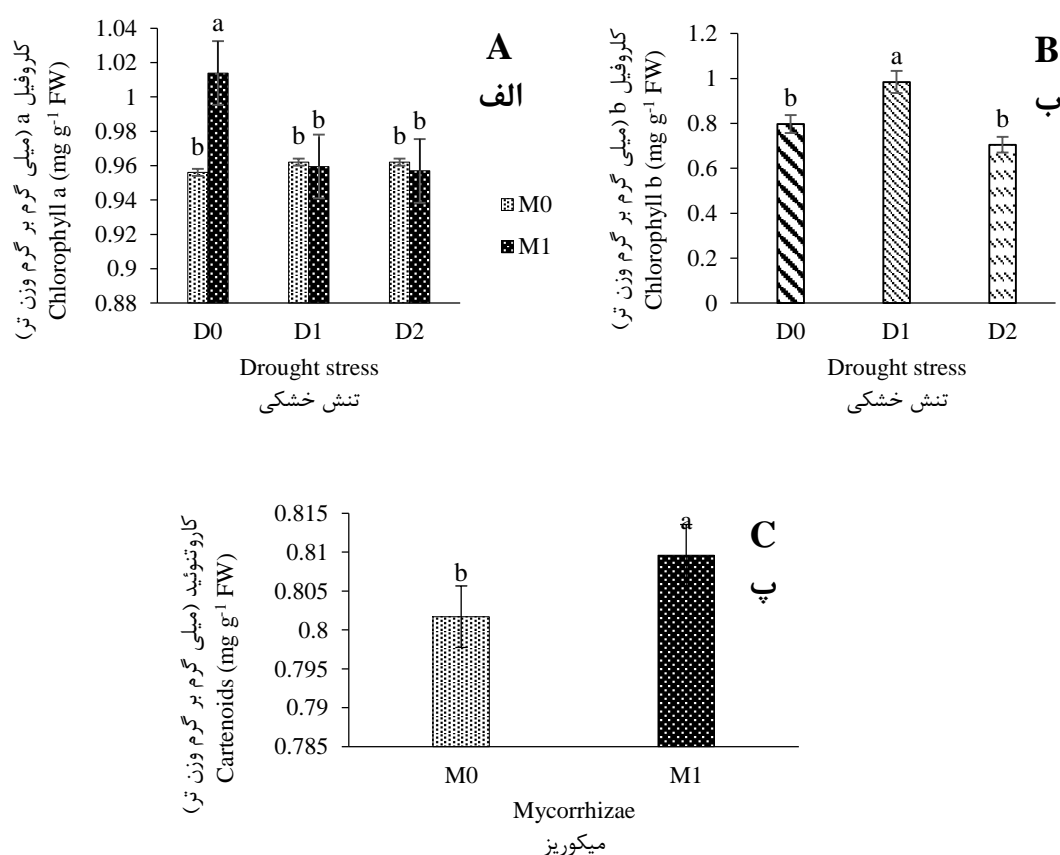 کلروفیل a (میلی گرم بر گرم وزن تر)
Chlorophyll a (mg g-1 FW)
1.04
1.02
1
0.98
0.96
0.94
0.92
0.9
0.88
b
a
b
b
b
b
D0
D1
D2
Drought stress
تنش خشکی
A
الف
M0
M1
کلروفیل b (میلی گرم بر گرم وزن تر)
Chlorophyll b (mg g-1 FW)
1.2
1
0.8
0.6
0.4
0.2
0
b
a
b
D0
D1
D2
Drought stress
تنش خشکی
B
ب
کاروتنوئید (میلی گرم بر گرم وزن تر)
Cartenoids (mg g-1 FW)
0.815
0.81
0.805
0.8
0.795
0.79
0.785
b
a
M0
M1
Mycorrhizae
میکوریز
C
پ